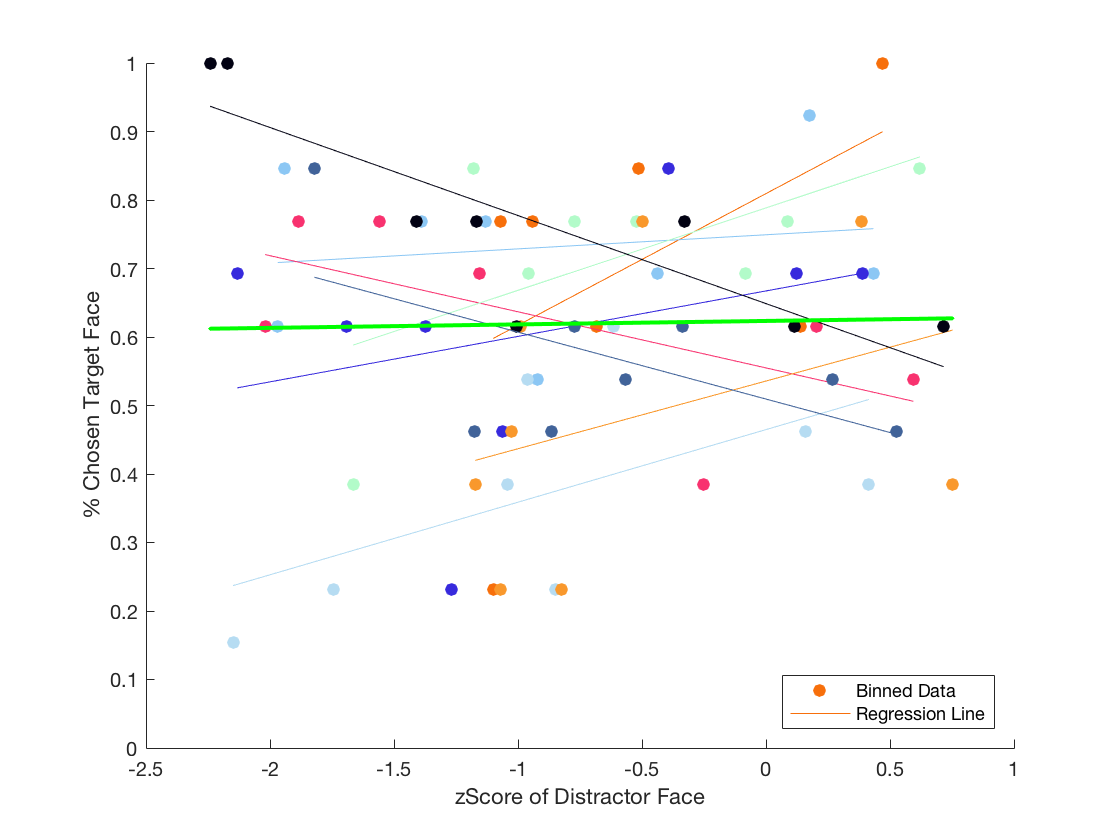 1
0.9
0.8
0.7
0.6
0.5
0.4
0.3
0.2
0.1
0
% Chosen Target Face
Binned Data
Regression Line
-2.5 -2 -1.5 -1 -0.5 0 0.5 1
zScore of Distractor Face